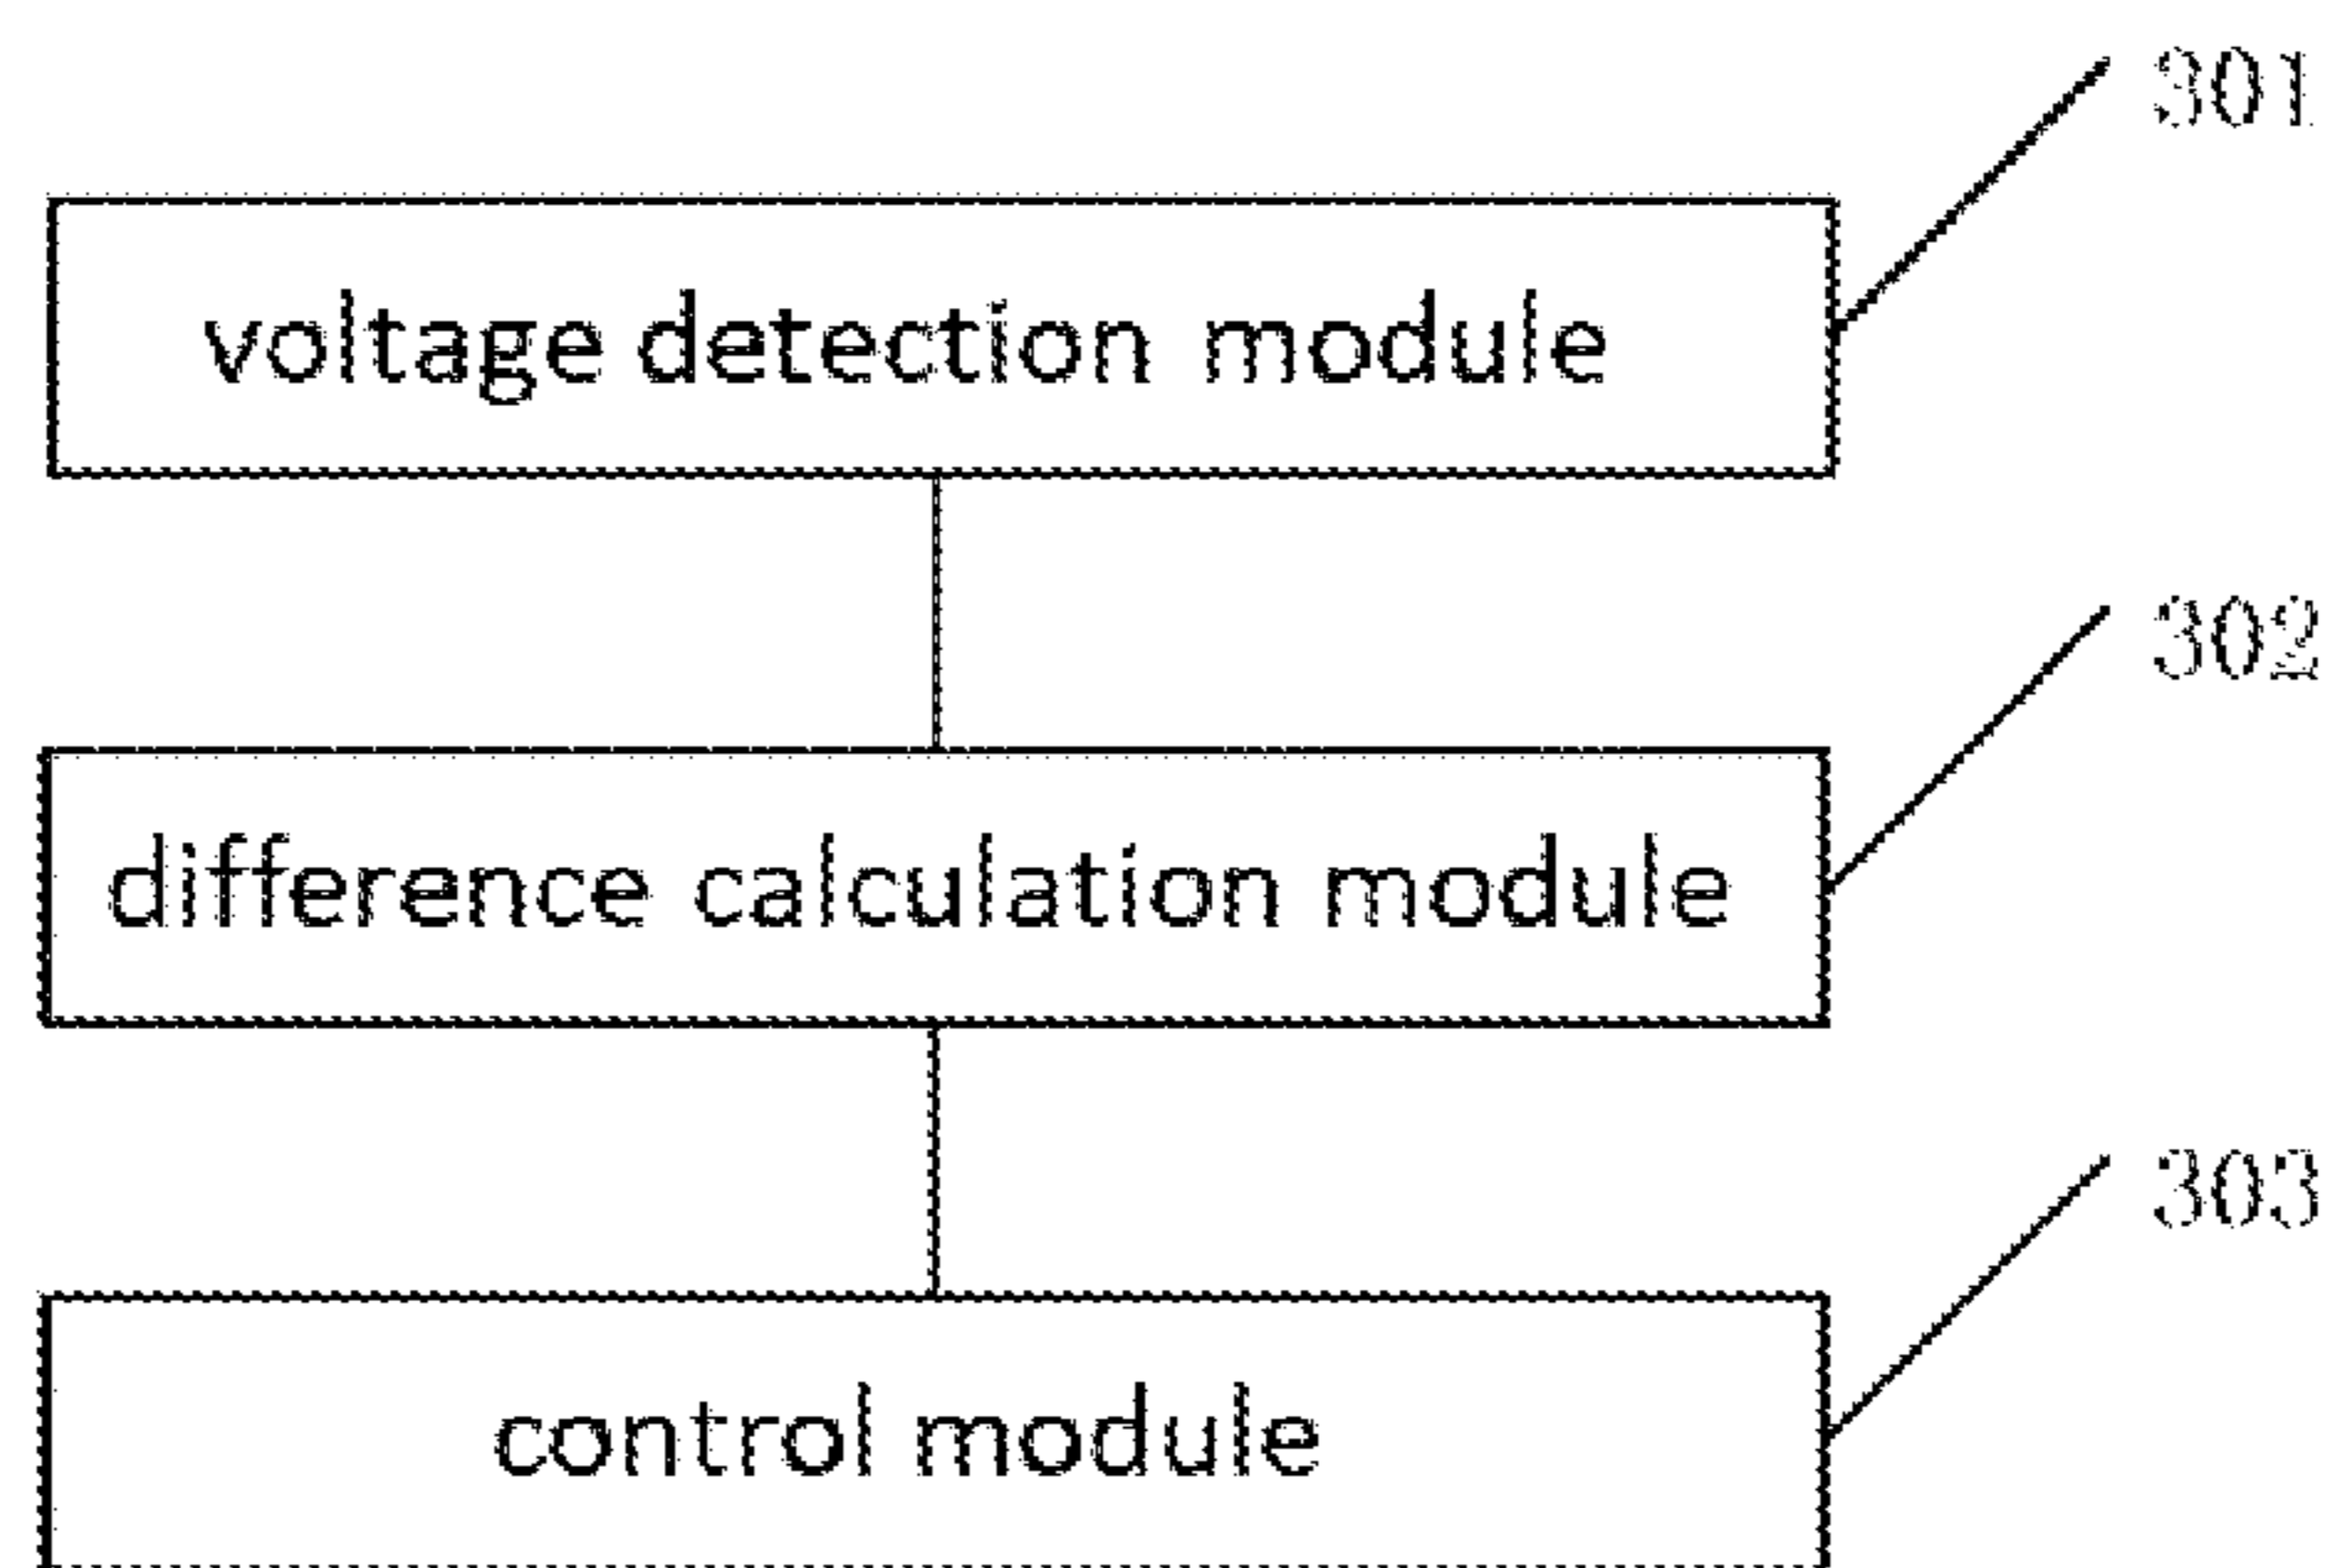 301
voltage detection module
302
difference calculation module
303
control module